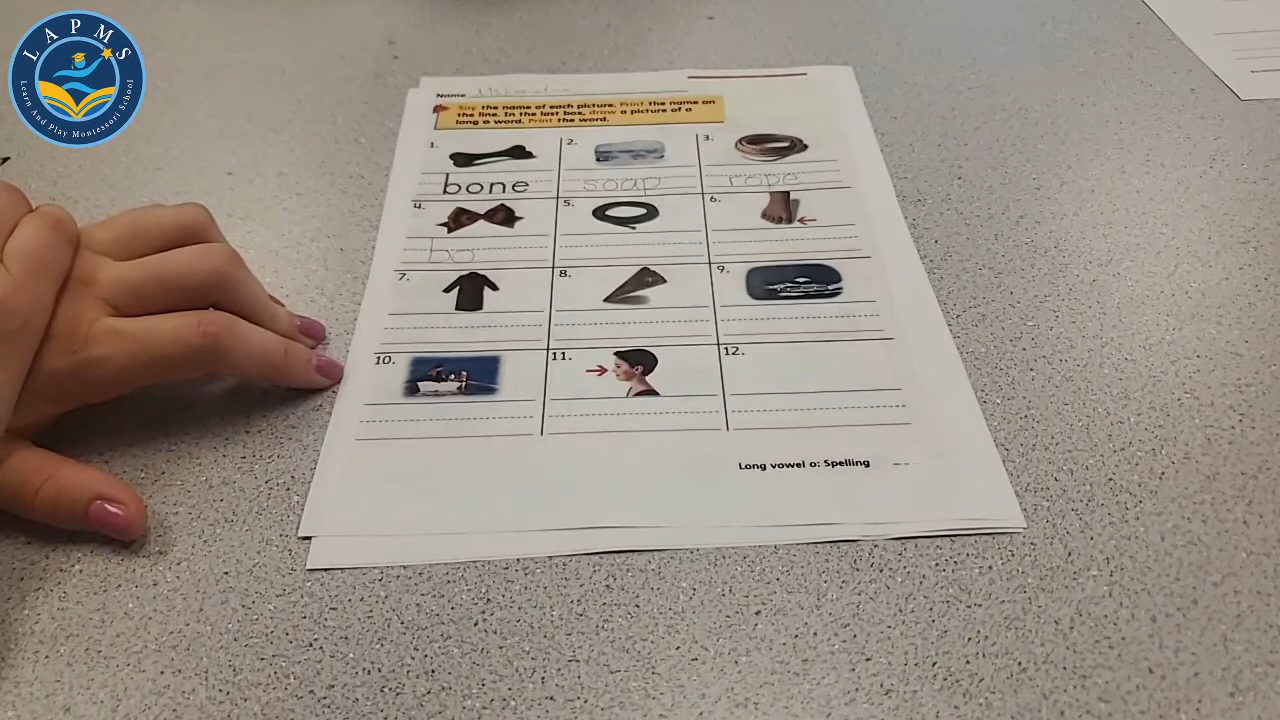 LAPMS
Learn And Play Montessori School
Name
Say the name of each picture. Print the name on
the line. In the last box, draw a picture of a
long o word. Print the word.
1. 2. 3.
bone soap rope
4. 5. 6.
bo
7. 8. 9.
10. 11. 12.
Long vowel o: Spelling